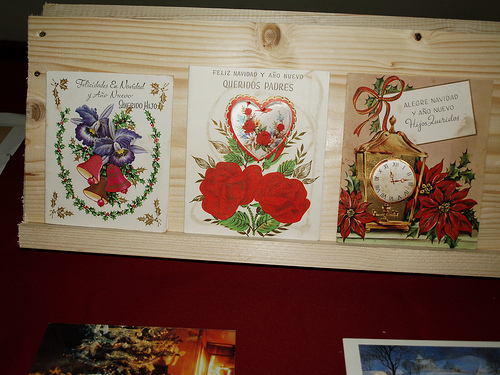 Felicidades En Navidad
y Año Nuevo
Querido Hijo
FELIZ NAVIDAD Y AÑO NUEVO
QUERIDOS PADRES
ALEGRE NAVIDAD
Y AÑO NUEVO
Hijos Queridos